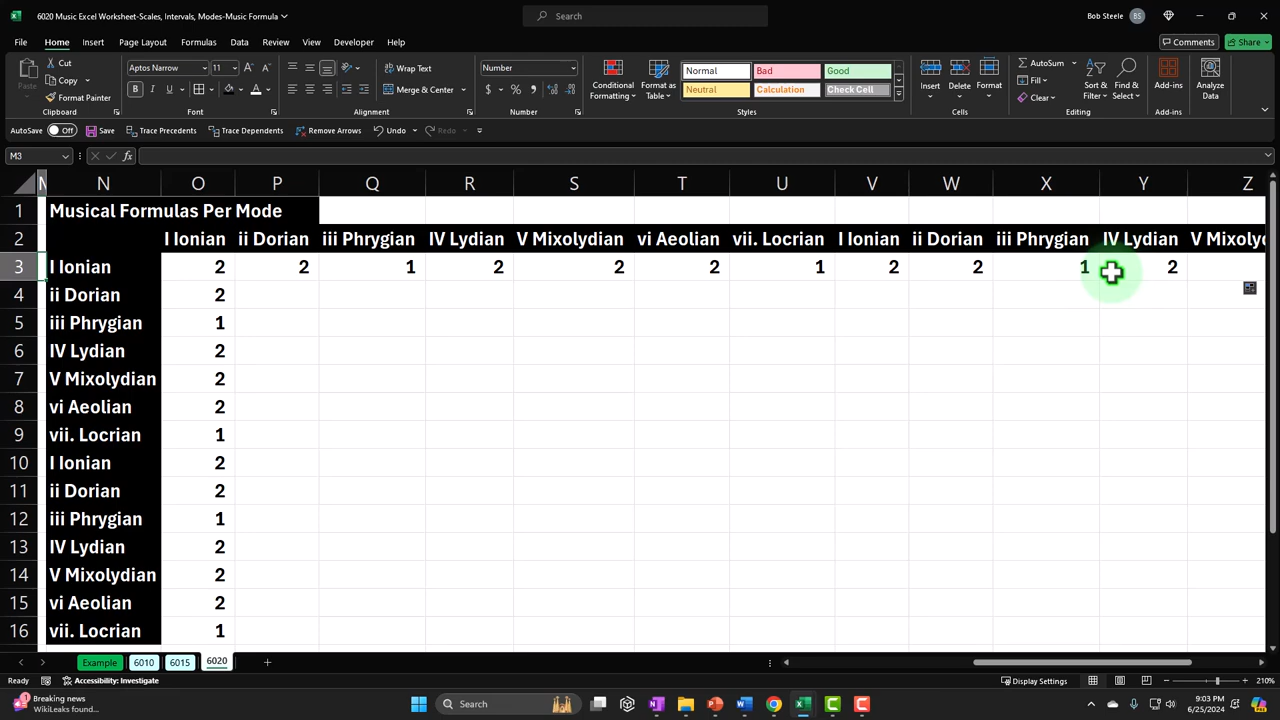 6020 Music Excel Worksheet-Scales, Intervals, Modes-Music Formula
Search
Bob Steele
BS
File Home Insert Page Layout Formulas Data Review View Developer Help
Comments
Share
Cut
Copy
Format Painter
Paste
Clipboard
Aptos Narrow
11
Font
Wrap Text
Merge & Center
Alignment
Number
Number
Conditional Formatting
Format as Table
Normal Bad Good
Neutral Calculation Check Cell
Styles
Insert Delete Format
Cells
AutoSum
Fill
Clear
Sort & Filter
Find & Select
Editing
Add-ins
Add-ins
Analyze Data
AutoSave Off Save Trace Precedents Trace Dependents Remove Arrows Undo Redo
M3
fx
M N O P Q R S T U V W X Y Z
1 Musical Formulas Per Mode
2 I Ionian ii Dorian iii Phrygian IV Lydian V Mixolydian vi Aeolian vii. Locrian I Ionian ii Dorian iii Phrygian IV Lydian V Mixolyd
3 I Ionian 2 2 1 2 2 2 1 2 2 1 2
4 ii Dorian 2
5 iii Phrygian 1
6 IV Lydian 2
7 V Mixolydian 2
8 vi Aeolian 2
9 vii. Locrian 1
10 I Ionian 2
11 ii Dorian 2
12 iii Phrygian 1
13 IV Lydian 2
14 V Mixolydian 2
15 vi Aeolian 2
16 vii. Locrian 1
Example 6010 6015 6020
Ready
Accessibility: Investigate
Display Settings
210%
1
Breaking news
WikiLeaks found...
Search
9:03 PM
6/25/2024